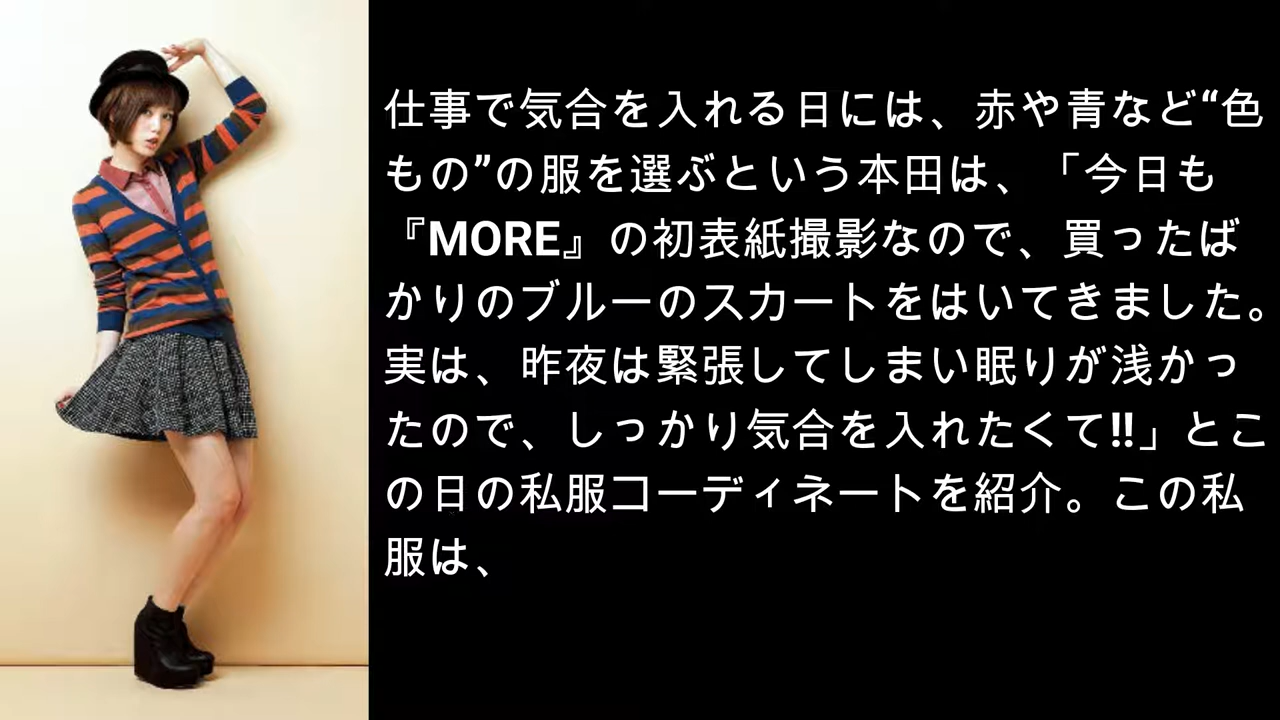 仕事で気合を入れる日には、赤や青など“色
もの”の服を選ぶという本田は、「今日も
『MORE』の初表紙撮影なので、買ったば
かりのブルーのスカートをはいてきました。
実は、昨夜は緊張してしまい眠りが浅かっ
たので、しっかり気合を入れたくて!!」とこ
の日の私服コーディネートを紹介。この私
服は、